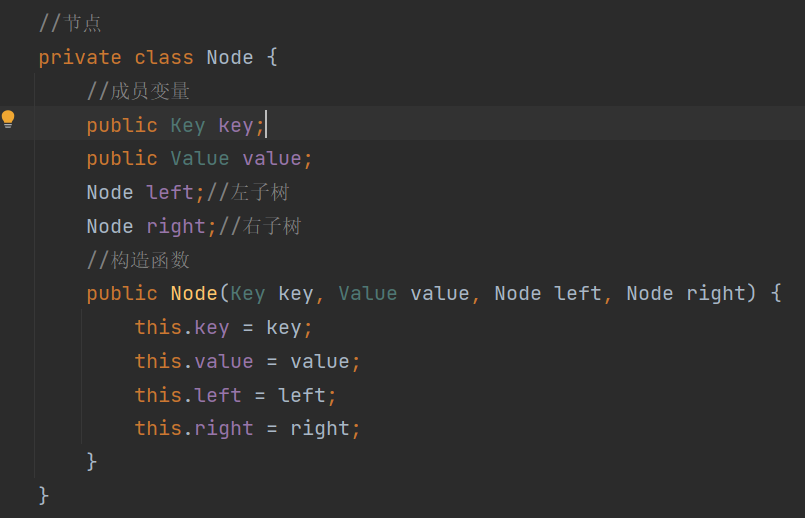 //节点
private class Node {
//成员变量
public Key key;
public Value value;
Node left;//左子树
Node right;//右子树
//构造函数
public Node(Key key, Value value, Node left, Node right) {
this.key = key;
this.value = value;
this.left = left;
this.right = right;
}
}